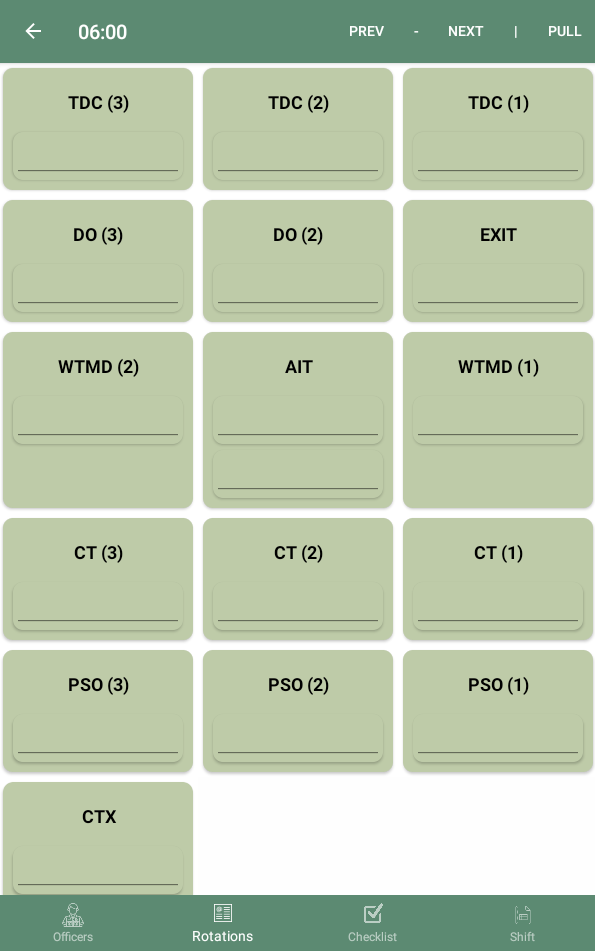 06:00 PREV - NEXT | PULL
TDC (3) TDC (2) TDC (1)
DO (3) DO (2) EXIT
WTMD (2) AIT WTMD (1)
CT (3) CT (2) CT (1)
PSO (3) PSO (2) PSO (1)
CTX
Officers Rotations Checklist Shift